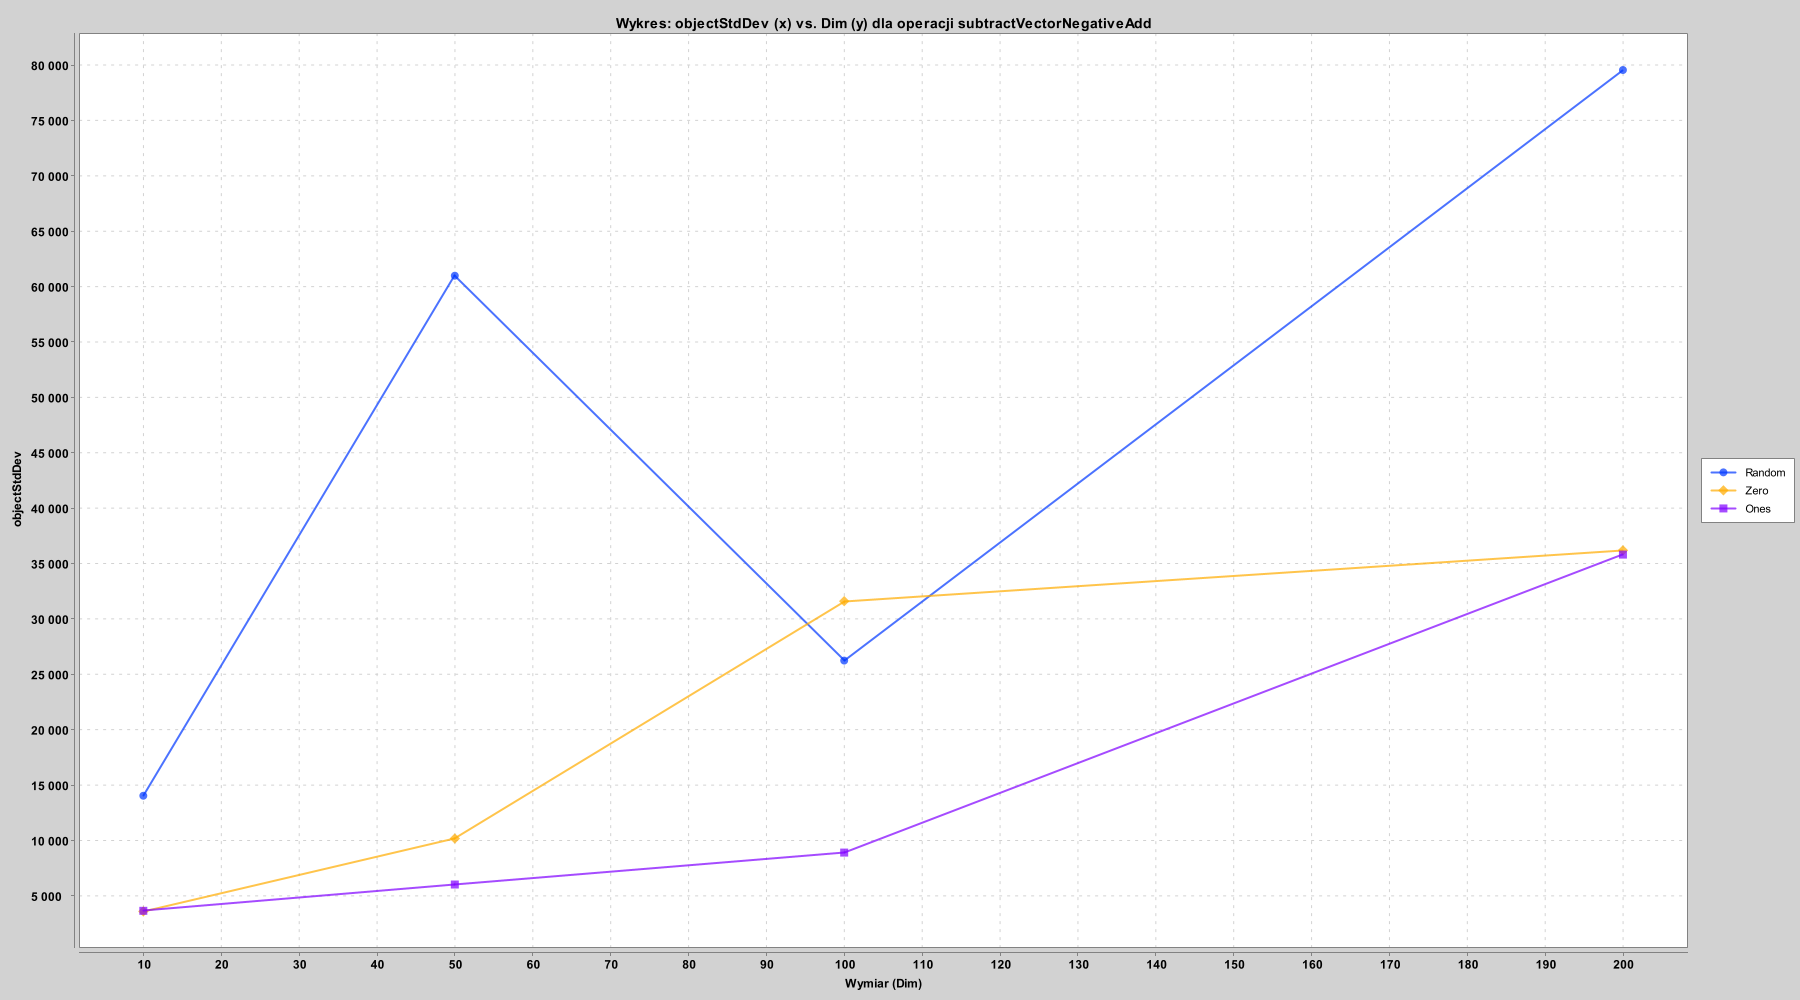 Wykres: objectStdDev (x) vs. Dim (y) dla operacji subtractVectorNegativeAdd
80 000
75 000
70 000
65 000
60 000
55 000
50 000
45 000
40 000
35 000
30 000
25 000
20 000
15 000
10 000
5 000
objectStdDev
10 20 30 40 50 60 70 80 90 100 110 120 130 140 150 160 170 180 190 200
Wymiar (Dim)
Random
Zero
Ones